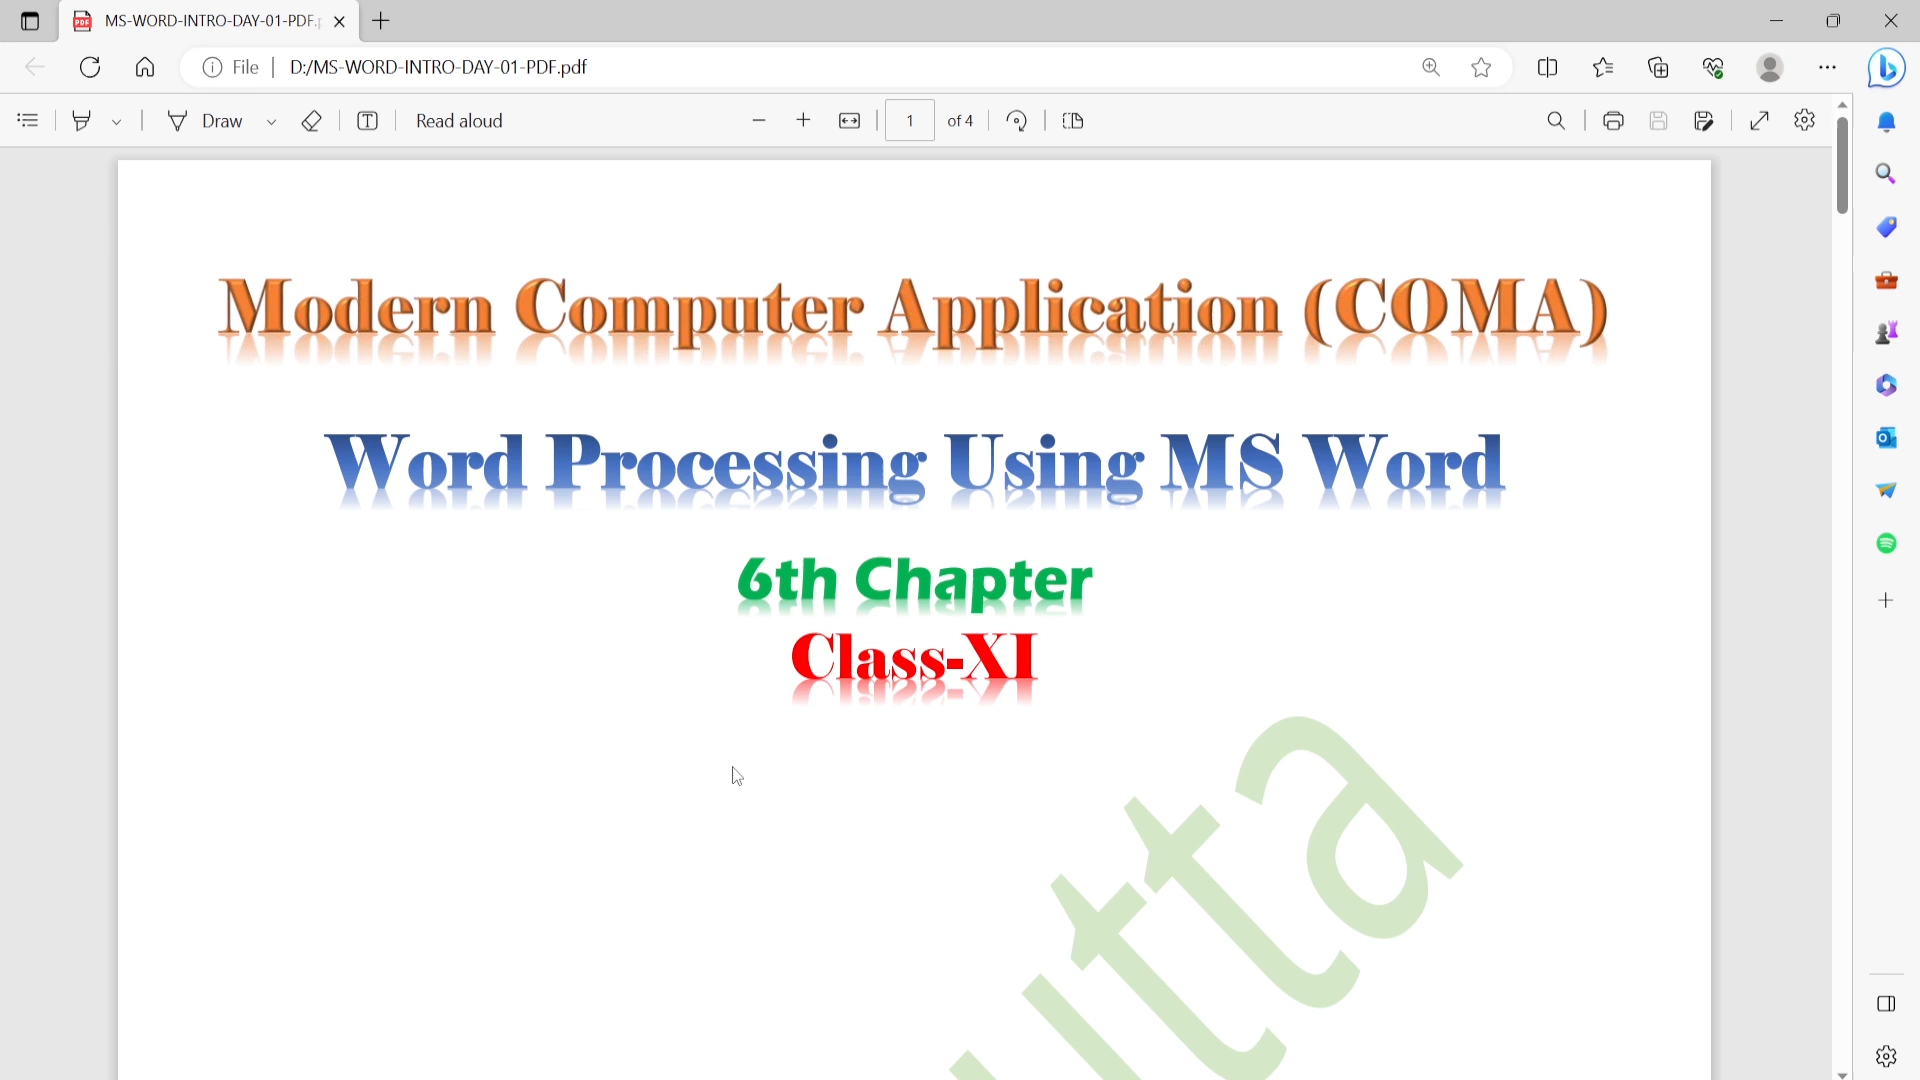 MS-WORD-INTRO-DAY-01-PDF.
File
D:/MS-WORD-INTRO-DAY-01-PDF.pdf
Draw
Read aloud
1
of 4
Modern Computer Application (COMA)
Word Processing Using MS Word
6th Chapter
Class-XI
utta